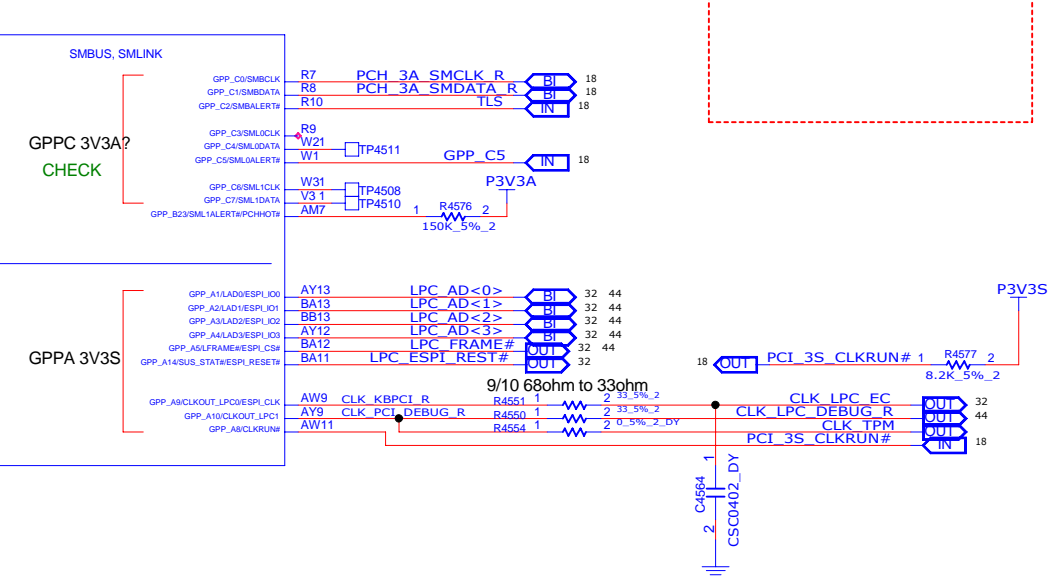 SMBUS, SMLINK
GPP_C0/SMBCLK R7 PCH_3A_SMCLK_R BI 18
GPP_C1/SMBDATA R8 PCH_3A_SMDATA_R BI 18
GPP_C2/SMBALERT# R10 TLS IN 18
GPP_C3/SML0CLK R9
GPPC 3V3A?
GPP_C4/SML0DATA W21 TP4511
GPP_C5/SML0ALERT# W1 GPP_C5 IN 18
CHECK
P3V3A
GPP_C6/SML1CLK W31 TP4508
GPP_C7/SML1DATA V3 1 TP4510
GPP_B23/SML1ALERT#/PCHHOT# AM7 1 R4576 2
150K_5%_2
GPP_A1/LAD0/ESPI_IO0 AY13 LPC_AD<0> BI 32 44
P3V3S
GPP_A2/LAD1/ESPI_IO1 BA13 LPC_AD<1> BI 32 44
GPP_A3/LAD2/ESPI_IO2 BB13 LPC_AD<2> BI 32 44
GPP_A4/LAD3/ESPI_IO3 AY12 LPC_AD<3> BI 32 44
GPP_A5/LFRAME#/ESPI_CS# BA12 LPC_FRAME# OUT 32 44
GPPA 3V3S
GPP_A14/SUS_STAT#/ESPI_RESET# BA11 LPC_ESPI_REST# OUT 32
18 OUT PCI_3S_CLKRUN# 1 R4577 2
8.2K_5%_2
9/10 68ohm to 33ohm
GPP_A9/CLKOUT_LPC0/ESPI_CLK AW9 CLK_KBPCI_R R4551 1 2 33_5%_2 CLK_LPC_EC OUT 32
GPP_A10/CLKOUT_LPC1 AY9 CLK_PCI_DEBUG_R R4550 1 2 33_5%_2 CLK_LPC_DEBUG_R OUT 44
R4554 1 2 0_5%_2_DY CLK_TPM OUT
GPP_A8/CLKRUN# AW11 PCI_3S_CLKRUN# IN 18
1
C4564
2
CSC0402_DY